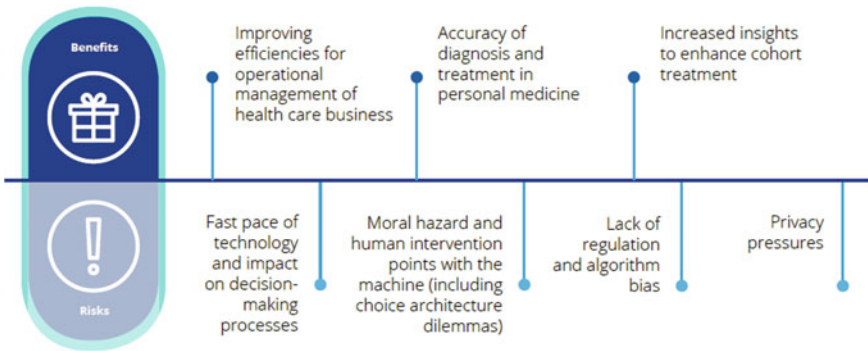 Benefits
Improving
efficiencies for
operational
management of
health care business
Accuracy of
diagnosis and
treatment in
personal medicine
Increased insights
to enhance cohort
treatment
Risks
Fast pace of
technology
and impact
on decision-
making
processes
Moral hazard and
human intervention
points with the
machine (including
choice architecture
dilemmas)
Lack of
regulation
and algorithm
bias
Privacy
pressures